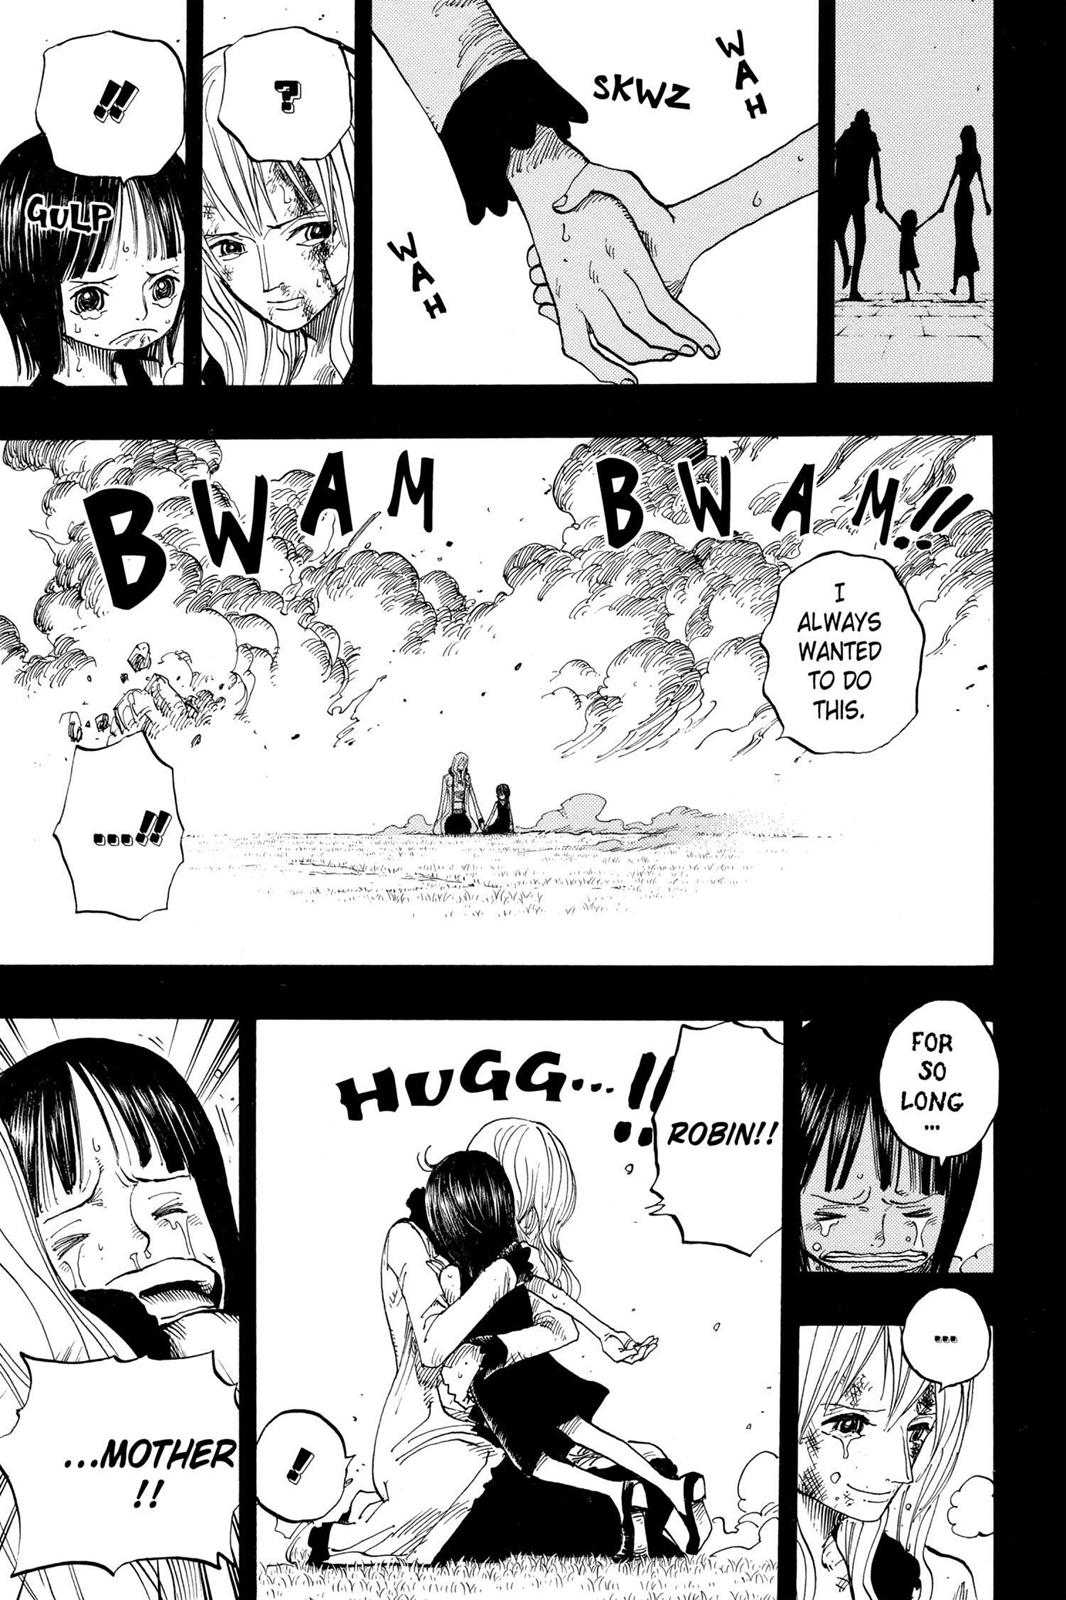 WAH
SKWZ
WAH
?
!!
GULP
BWAM!!
BWAM
I
ALWAYS
WANTED
TO DO
THIS.
....!!
FOR
SO
LONG
...
...
ROBIN!!
HUGG...!!
!
...MOTHER
!!